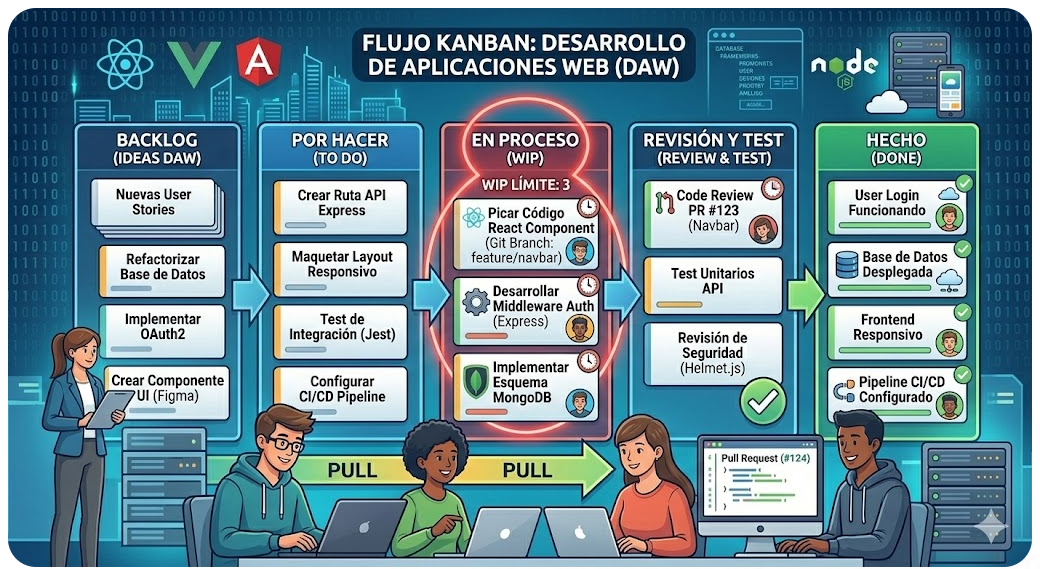 FLUJO KANBAN: DESARROLLO
DE APLICACIONES WEB (DAW)
DATABASE
USER
node
JS
BACKLOG
(IDEAS DAW)
Nuevas User
Stories
Refactorizar
Base de Datos
Implementar
OAuth2
Crear Componente
UI (Figma)
POR HACER
(TO DO)
Crear Ruta API
Express
Maquetar Layout
Responsivo
Test de
Integración (Jest)
Configurar
CI/CD Pipeline
EN PROCESO
(WIP)
WIP LÍMITE: 3
Picar Código
React Component
(Git Branch:
feature/navbar)
Desarrollar
Middleware Auth
(Express)
Implementar
Esquema
MongoDB
REVISIÓN Y TEST
(REVIEW & TEST)
Code Review
PR #123
(Navbar)
Test Unitarios
API
Revisión de
Seguridad
(Helmet.js)
HECHO
(DONE)
User Login
Funcionando
Base de Datos
Desplegada
Frontend
Responsivo
Pipeline CI/CD
Configurado
PULL
PULL
Pull Request (#124)